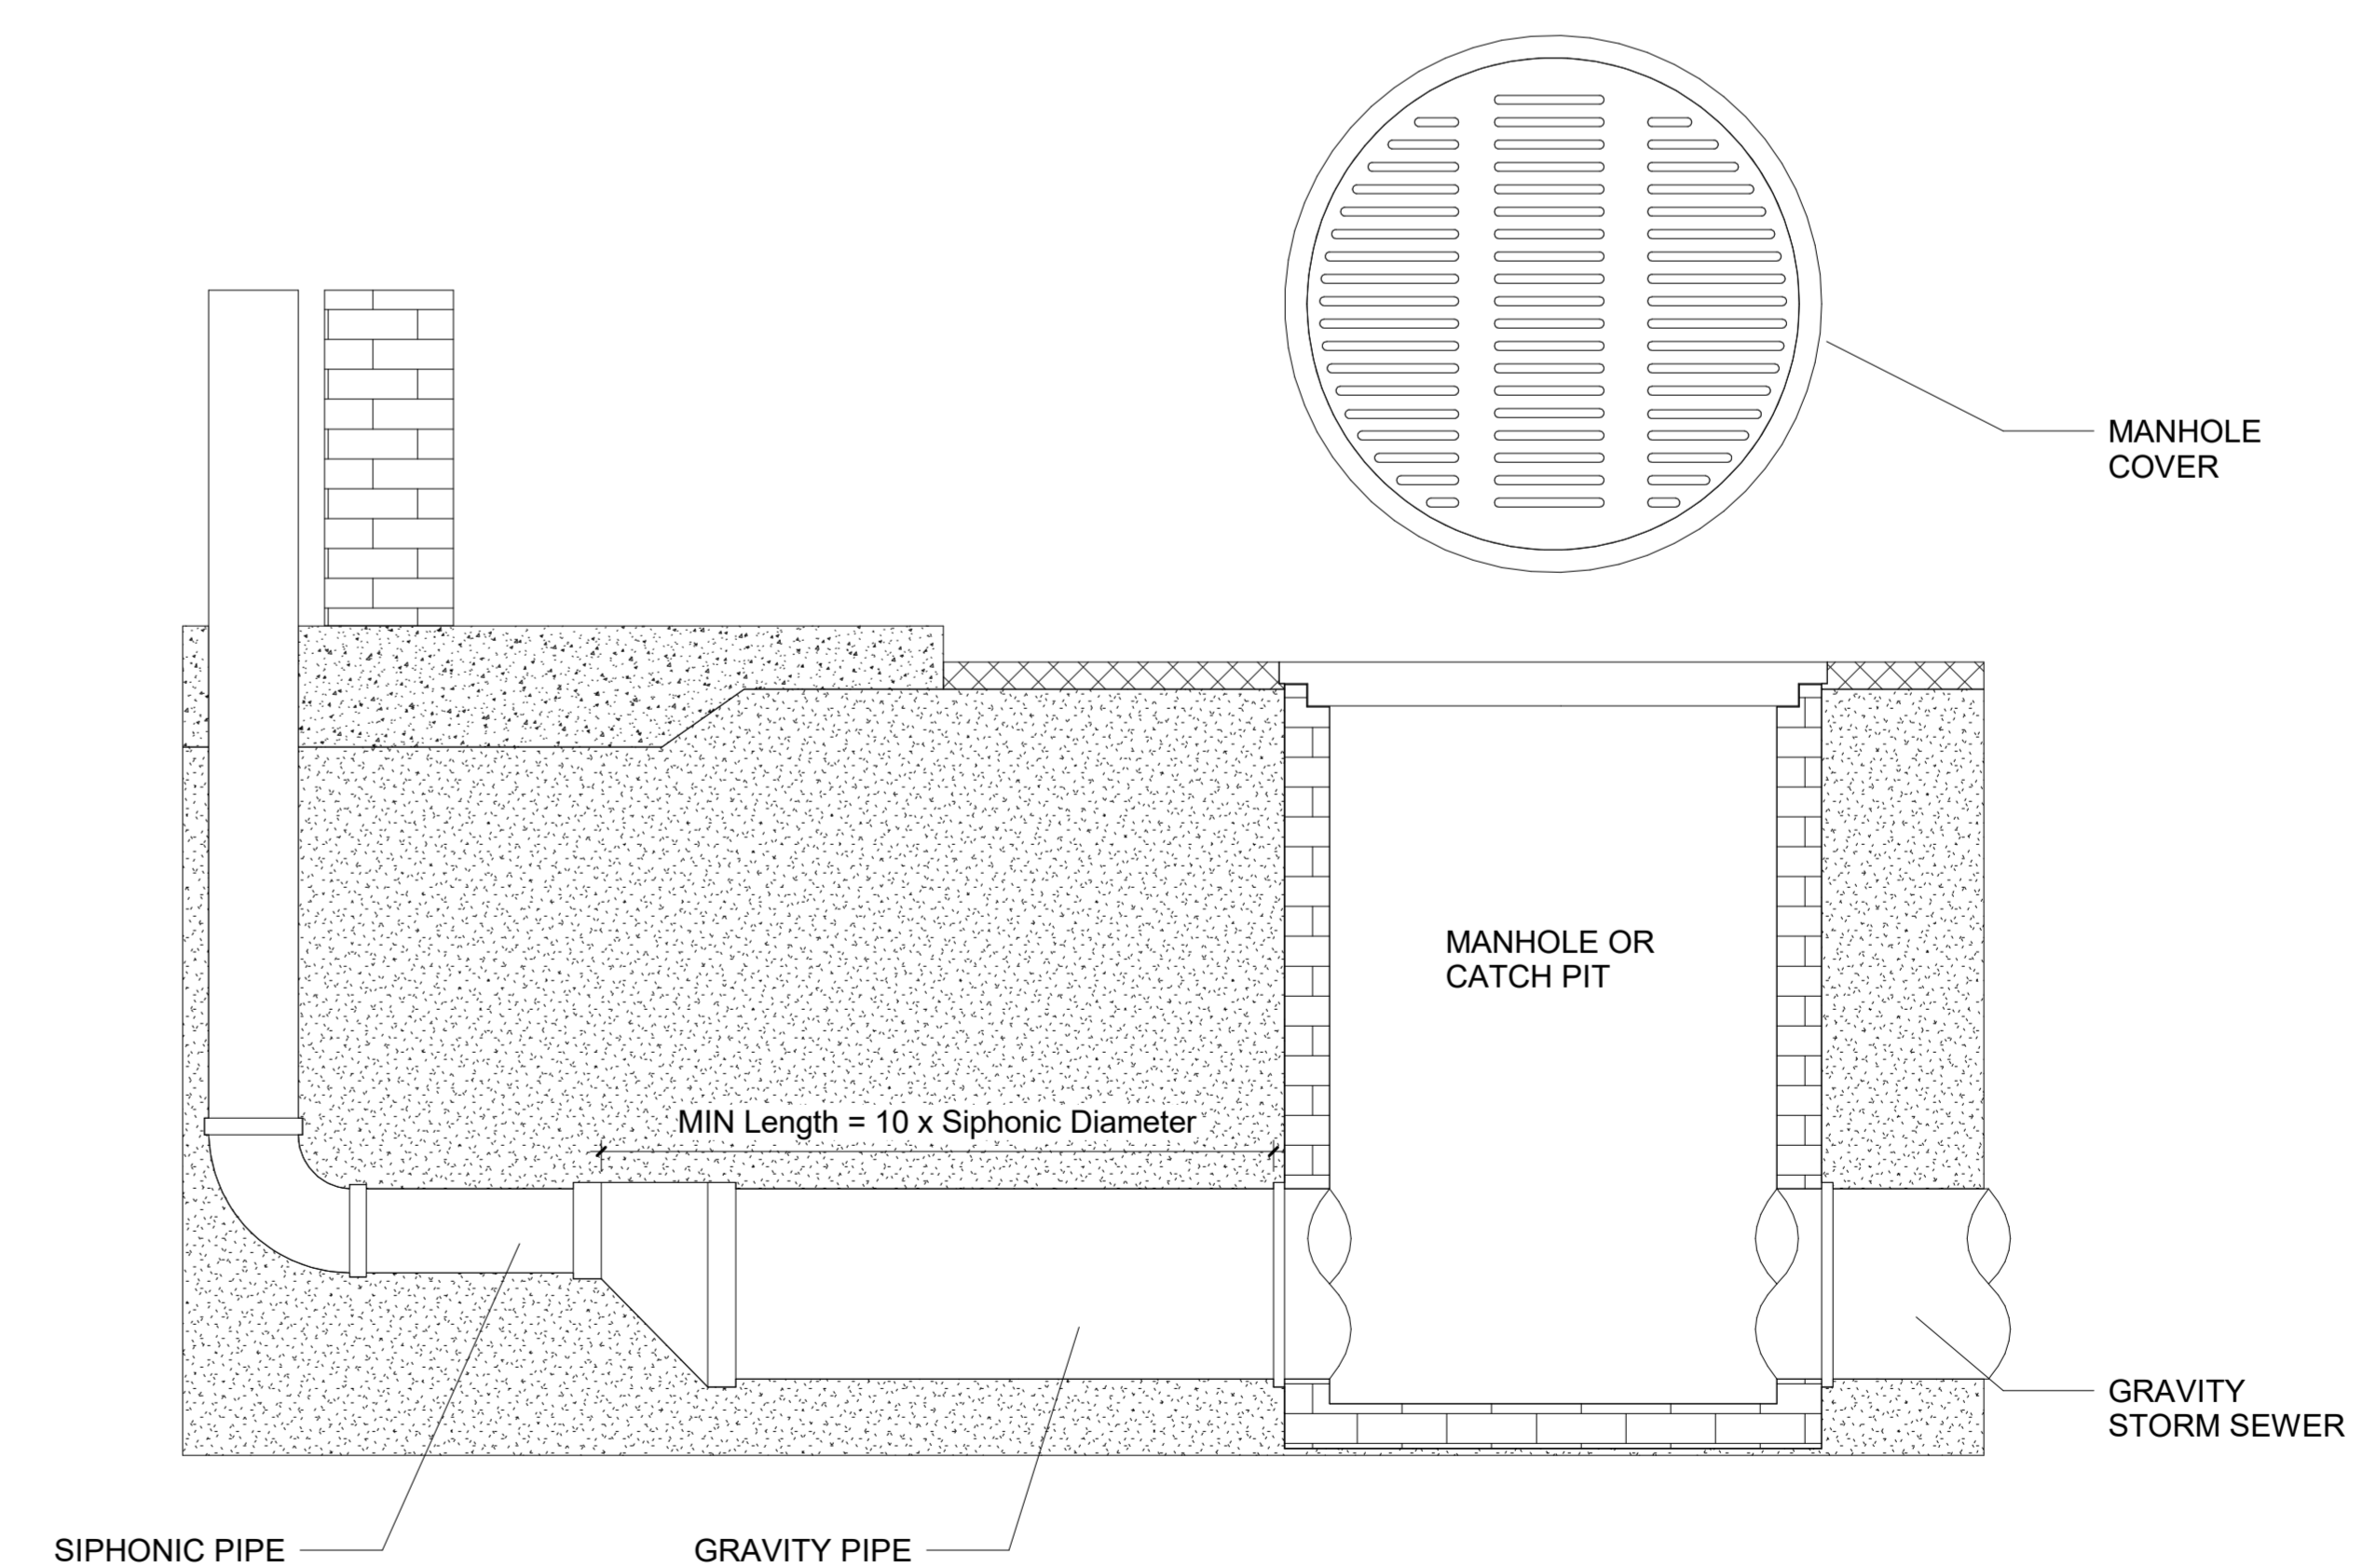 MANHOLE
COVER
MANHOLE OR
CATCH PIT
MIN Length = 10 x Siphonic Diameter
GRAVITY
STORM SEWER
SIPHONIC PIPE
GRAVITY PIPE